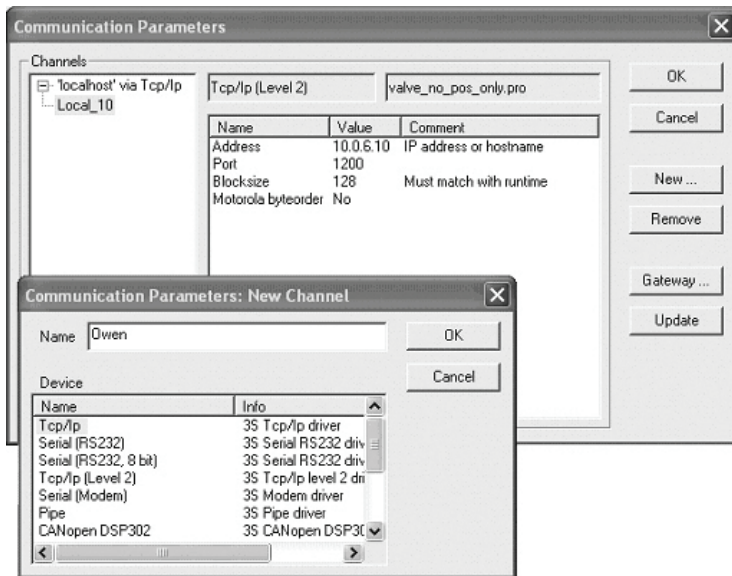 Communication Parameters
Channels
'localhost' via Tcp/Ip
Local_10
Tcp/Ip (Level 2)
valve_no_pos_only.pro
Name Value Comment
Address 10.0.6.10 IP address or hostname
Port 1200
Blocksize 128 Must match with runtime
Motorola byteorder No
OK
Cancel
New ...
Remove
Gateway ...
Update
Communication Parameters: New Channel
Name Owen
OK
Cancel
Device
Name Info
Tcp/Ip 3S Tcp/Ip driver
Serial (RS232) 3S Serial RS232 driv
Serial (RS232, 8 bit) 3S Serial RS232 driv
Tcp/Ip (Level 2) 3S Tcp/Ip level 2 dri
Serial (Modem) 3S Modem driver
Pipe 3S Pipe driver
CANopen DSP302 3S CANopen DSP3